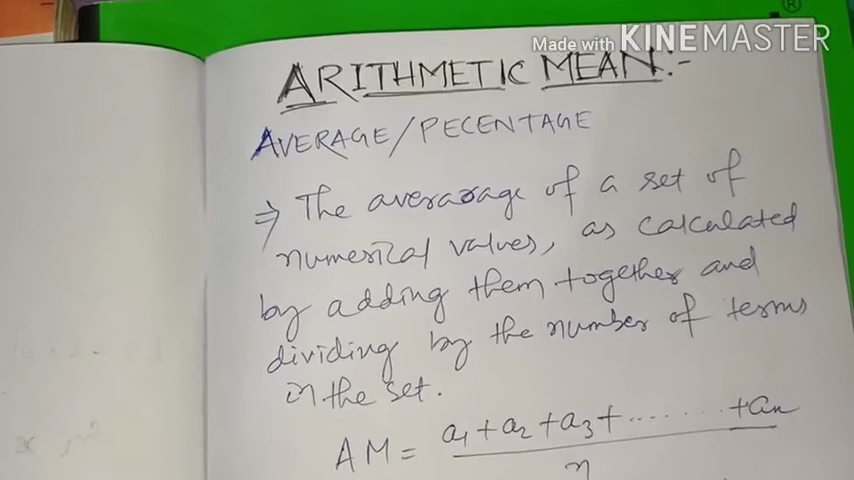 Made with KINEMASTER
ARITHMETIC MEAN:-
AVERAGE/PECENTAGE
⇒ The averarage of a set of
numerical values, as calculated
by adding them together and
dividing by the number of terms
in the set.
AM = a1 + a2 + a3 + ........ + an
n